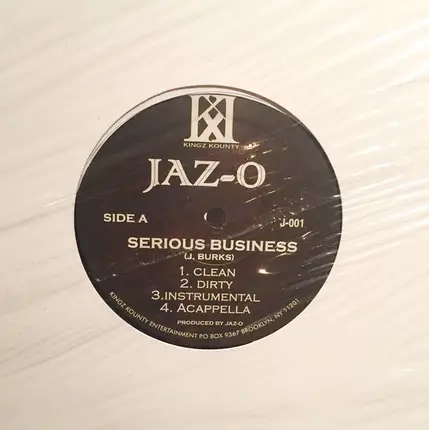 KINGZ KOUNTY
JAZ-O
SIDE A
J-001
SERIOUS BUSINESS
(J. BURKS)
1. CLEAN
2. DIRTY
3.INSTRUMENTAL
4. ACAPPELLA
PRODUCED BY JAZ-O
KINGZ KOUNTY ENTERTAINMENT PO BOX 9367 BROOKLYN, NY 11201